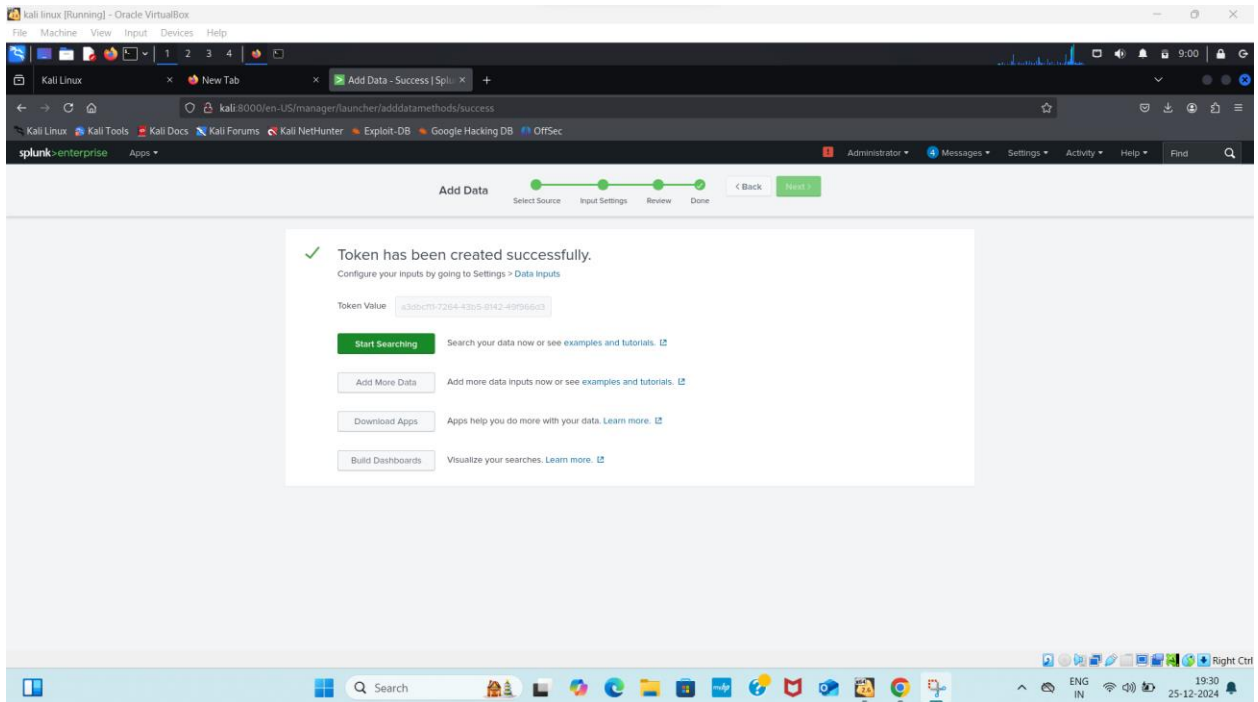 kali linux [Running] - Oracle VirtualBox
File Machine View Input Devices Help
1 2 3 4 9:00
Kali Linux × New Tab × Add Data - Success | Splu × +
kali:8000/en-US/manager/launcher/adddatamethods/success
Kali Linux Kali Tools Kali Docs Kali Forums Kali NetHunter Exploit-DB Google Hacking DB OffSec
splunk>enterprise Apps Administrator 4 Messages Settings Activity Help Find
Add Data < Back Next >
Select Source Input Settings Review Done
Token has been created successfully.
Configure your inputs by going to Settings > Data Inputs
Token Value
Start Searching Search your data now or see examples and tutorials.
Add More Data Add more data inputs now or see examples and tutorials.
Download Apps Apps help you do more with your data. Learn more.
Build Dashboards Visualize your searches. Learn more.
Right Ctrl
Search ENG 19:30
IN 25-12-2024